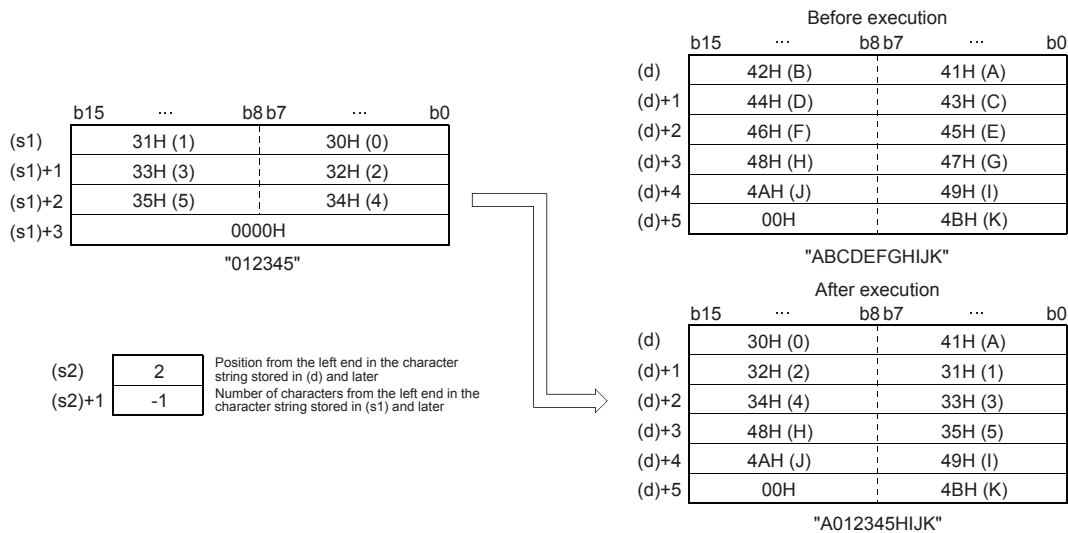 b15 ... b8 b7 ... b0
(s1) 31H (1) 30H (0)
(s1)+1 33H (3) 32H (2)
(s1)+2 35H (5) 34H (4)
(s1)+3 0000H
"012345"
(s2) 2 Position from the left end in the character
string stored in (d) and later
(s2)+1 -1 Number of characters from the left end in the
character string stored in (s1) and later
Before execution
b15 ... b8 b7 ... b0
(d) 42H (B) 41H (A)
(d)+1 44H (D) 43H (C)
(d)+2 46H (F) 45H (E)
(d)+3 48H (H) 47H (G)
(d)+4 4AH (J) 49H (I)
(d)+5 00H 4BH (K)
"ABCDEFGHIJK"
After execution
b15 ... b8 b7 ... b0
(d) 30H (0) 41H (A)
(d)+1 32H (2) 31H (1)
(d)+2 34H (4) 33H (3)
(d)+3 48H (H) 35H (5)
(d)+4 4AH (J) 49H (I)
(d)+5 00H 4BH (K)
"A012345HIJK"